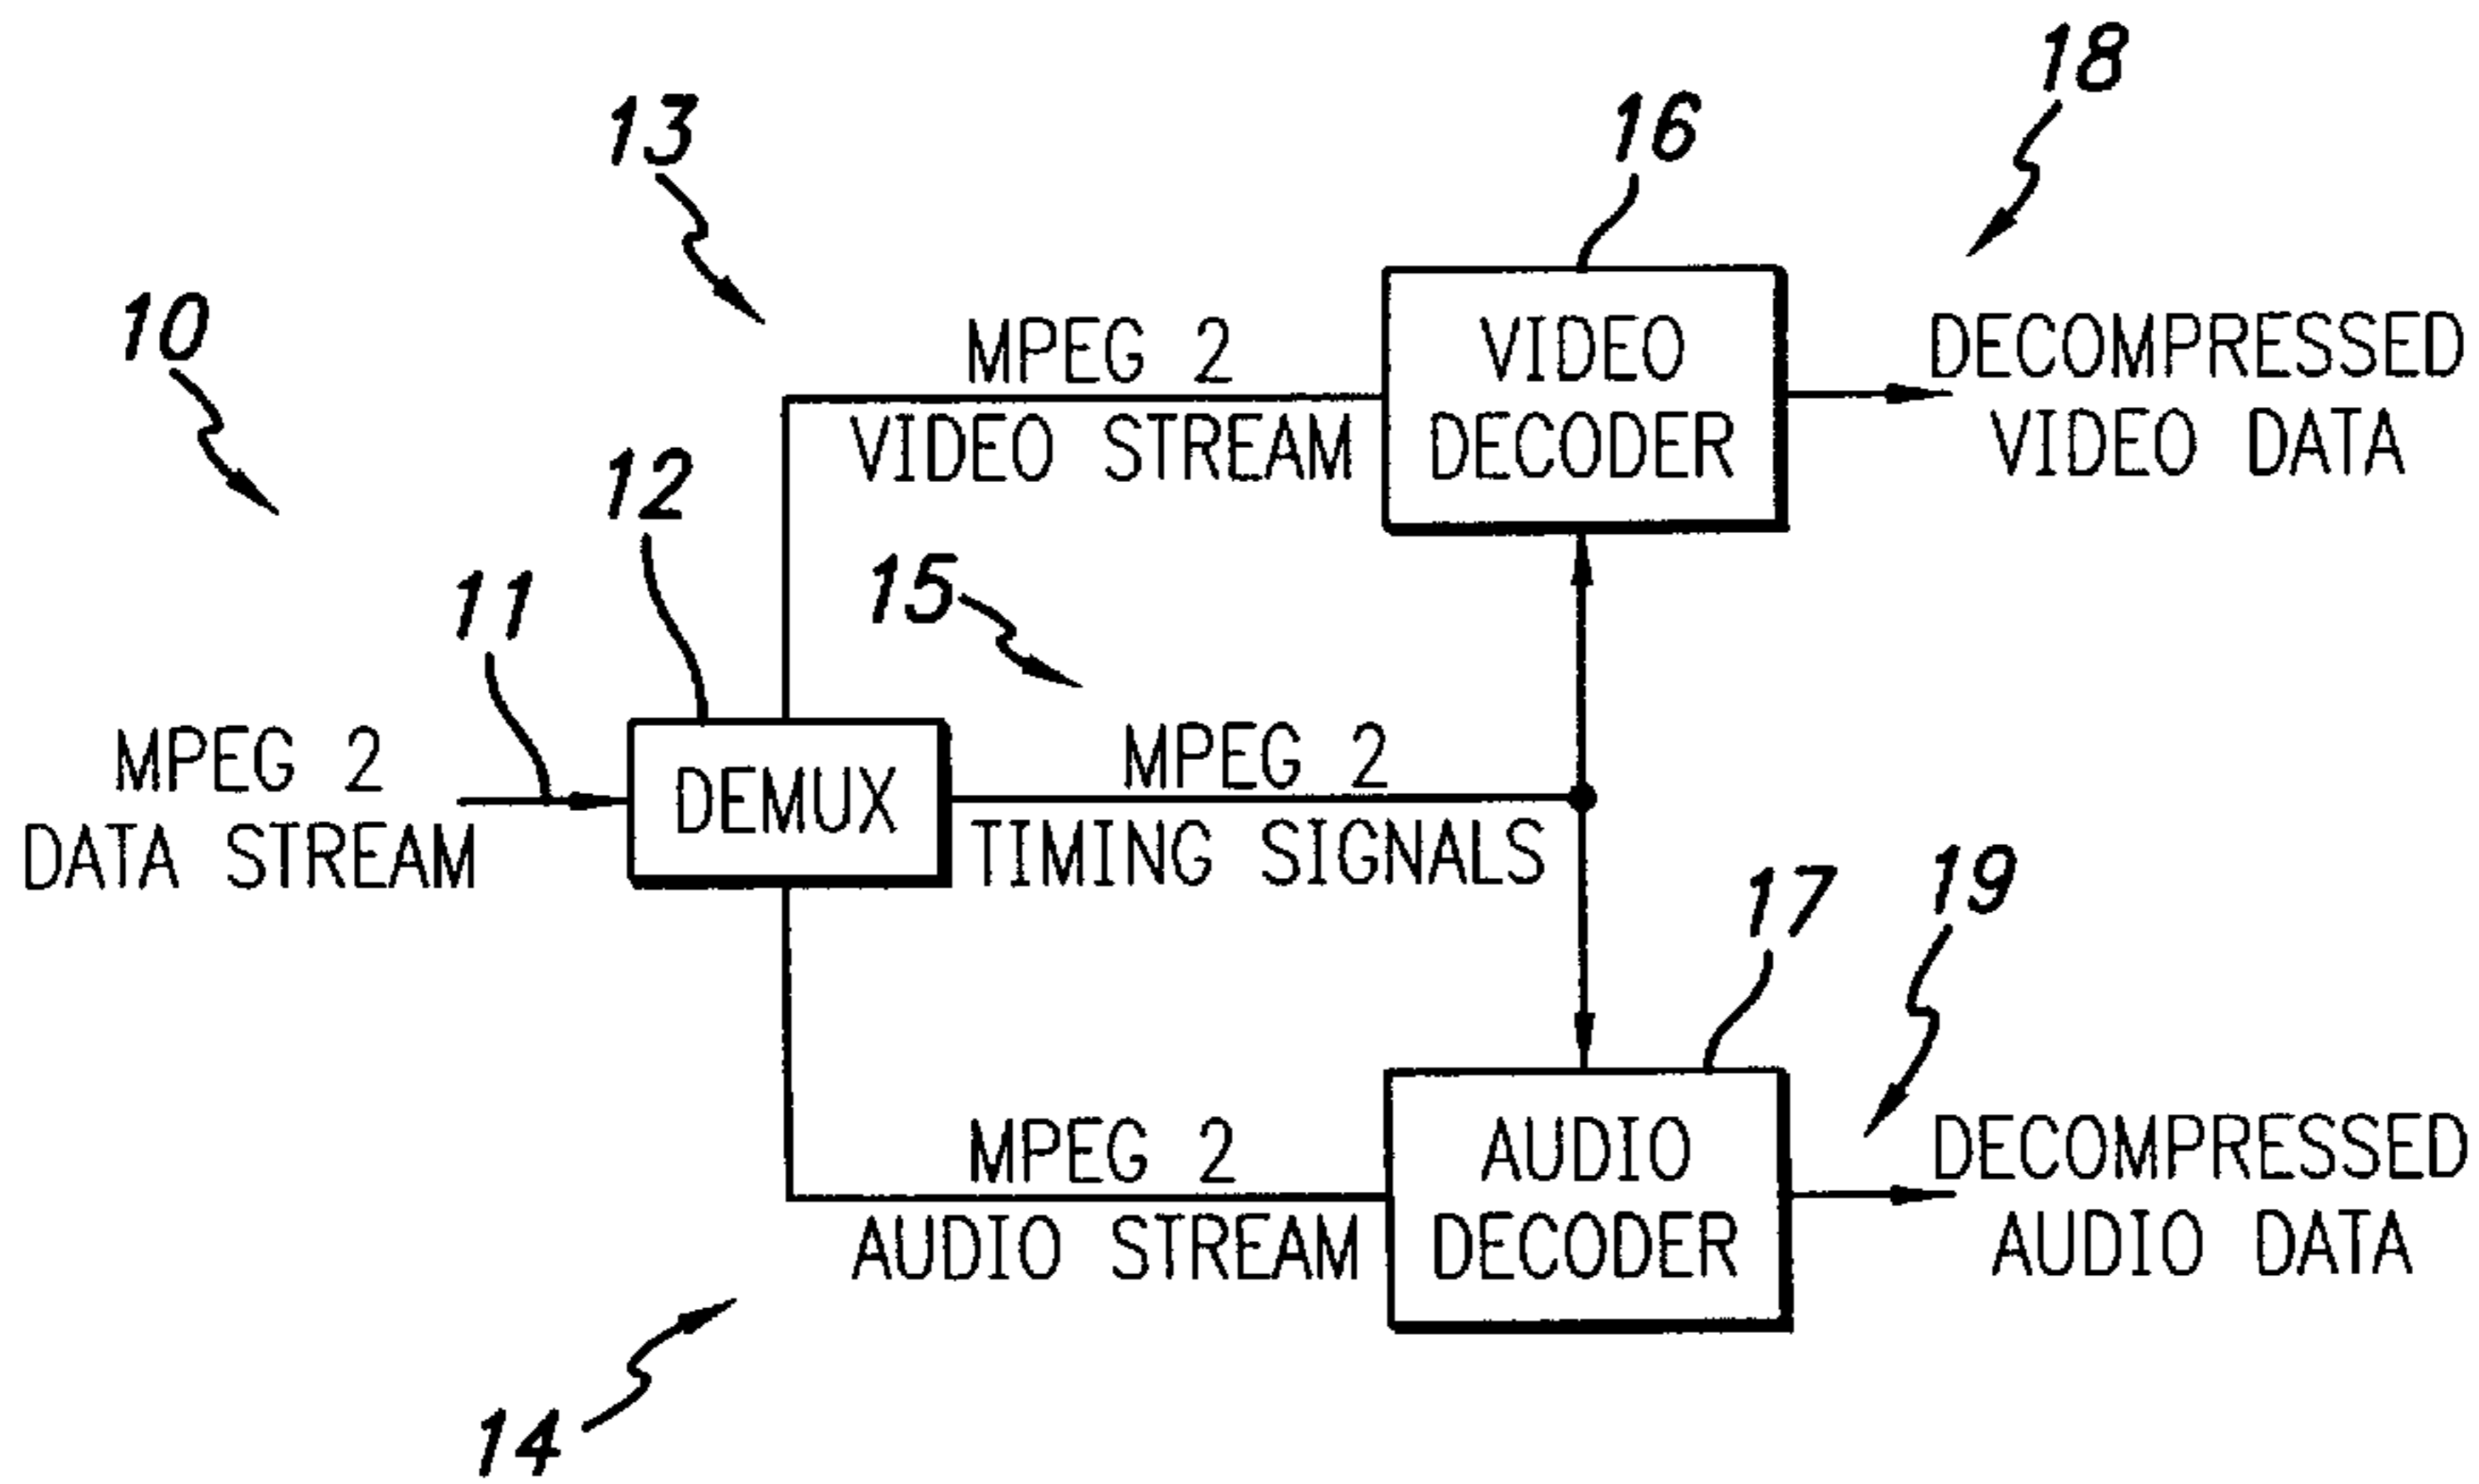 18
13
16
10
MPEG 2
VIDEO STREAM
VIDEO
DECODER
DECOMPRESSED
VIDEO DATA
12
15
11
MPEG 2
DATA STREAM
DEMUX
MPEG 2
TIMING SIGNALS
17
19
MPEG 2
AUDIO STREAM
AUDIO
DECODER
DECOMPRESSED
AUDIO DATA
14